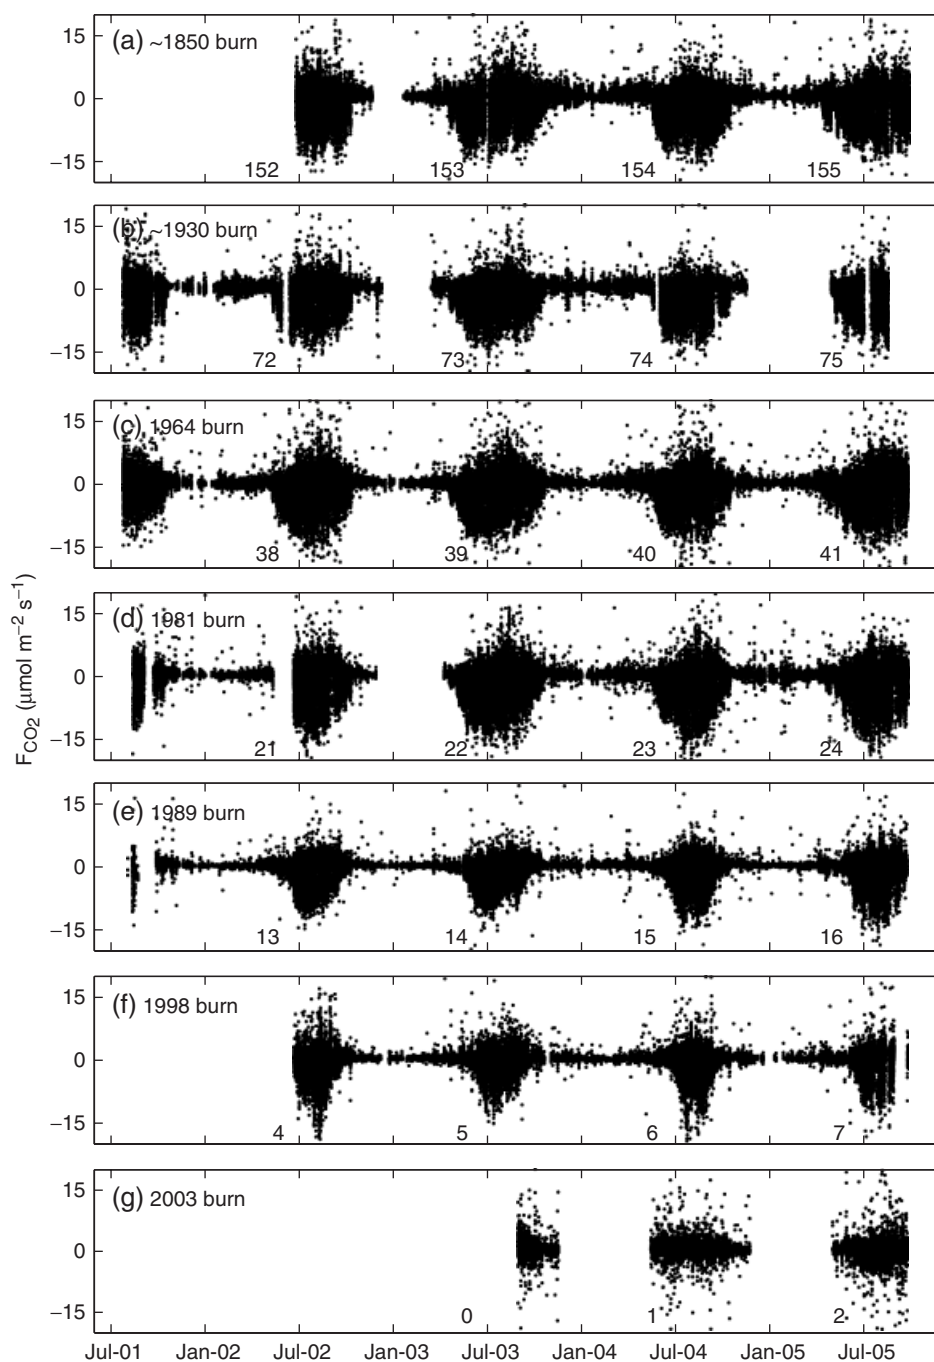 15
(a) ~1850 burn
0
−15
152 153 154 155
15
(b) ~1930 burn
0
−15
72 73 74 75
15
(c) 1964 burn
0
−15
38 39 40 41
F_CO2 (μmol m−2 s−1)
15
(d) 1981 burn
0
−15
21 22 23 24
15
(e) 1989 burn
0
−15
13 14 15 16
15
(f) 1998 burn
0
−15
4 5 6 7
15
(g) 2003 burn
0
−15
0 1 2
Jul-01 Jan-02 Jul-02 Jan-03 Jul-03 Jan-04 Jul-04 Jan-05 Jul-05